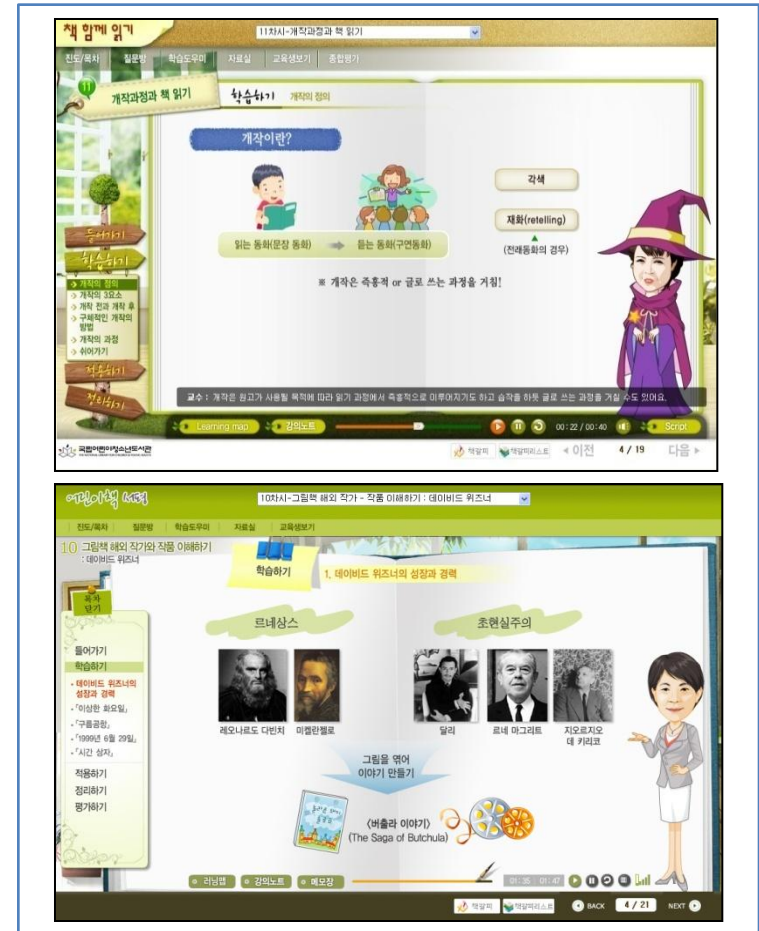 책 함께 읽기
11차시-개작과정과 책 읽기
진도/목차 질문방 학습도우미 자료실 교육생보기 종합평가
11
개작과정과 책 읽기
학습하기 개작의 정의
개작이란?
각색
재화(retelling)
(전래동화의 경우)
읽는 동화(문장 동화) 듣는 동화(구연동화)
※ 개작은 즉흥적 or 글로 쓰는 과정을 거침!
들어가기
학습하기
개작의 정의
개작의 3요소
개작 전과 개작 후
구체적인 개작의
방법
개작의 과정
쉬어가기
적용하기
정리하기
교수 : 개작은 원고가 사용될 목적에 따라 읽기 과정에서 즉흥적으로 이루어지기도 하고 습작을 하듯 글로 쓰는 과정을 거칠 수도 있어요.
Learning map 강의노트 00:22 / 00:40 Script
국립어린이청소년도서관
책갈피 책갈피리스트 이전 4 / 19 다음
어린이책 서평
10차시-그림책 해외 작가 - 작품 이해하기 : 데이비드 위즈너
진도/목차 질문방 학습도우미 자료실 교육생보기
10 그림책 해외 작가와 작품 이해하기
: 데이비드 위즈너
학습하기
1. 데이비드 위즈너의 성장과 경력
목차
닫기
들어가기
학습하기
• 데이비드 위즈너의
성장과 경력
•「이상한 화요일」
•「구름공항」
•「1999년 6월 29일」
•「시간 상자」
적용하기
정리하기
평가하기
르네상스
초현실주의
레오나르도 다빈치 미켈란젤로
달리 르네 마그리트 지오르지오
데 키리코
그림을 엮어
이야기 만들기
〈버출라 이야기〉
(The Saga of Butchula)
러닝맵 강의노트 메모장
01:35 01:47
책갈피 책갈피리스트 BACK 4 / 21 NEXT